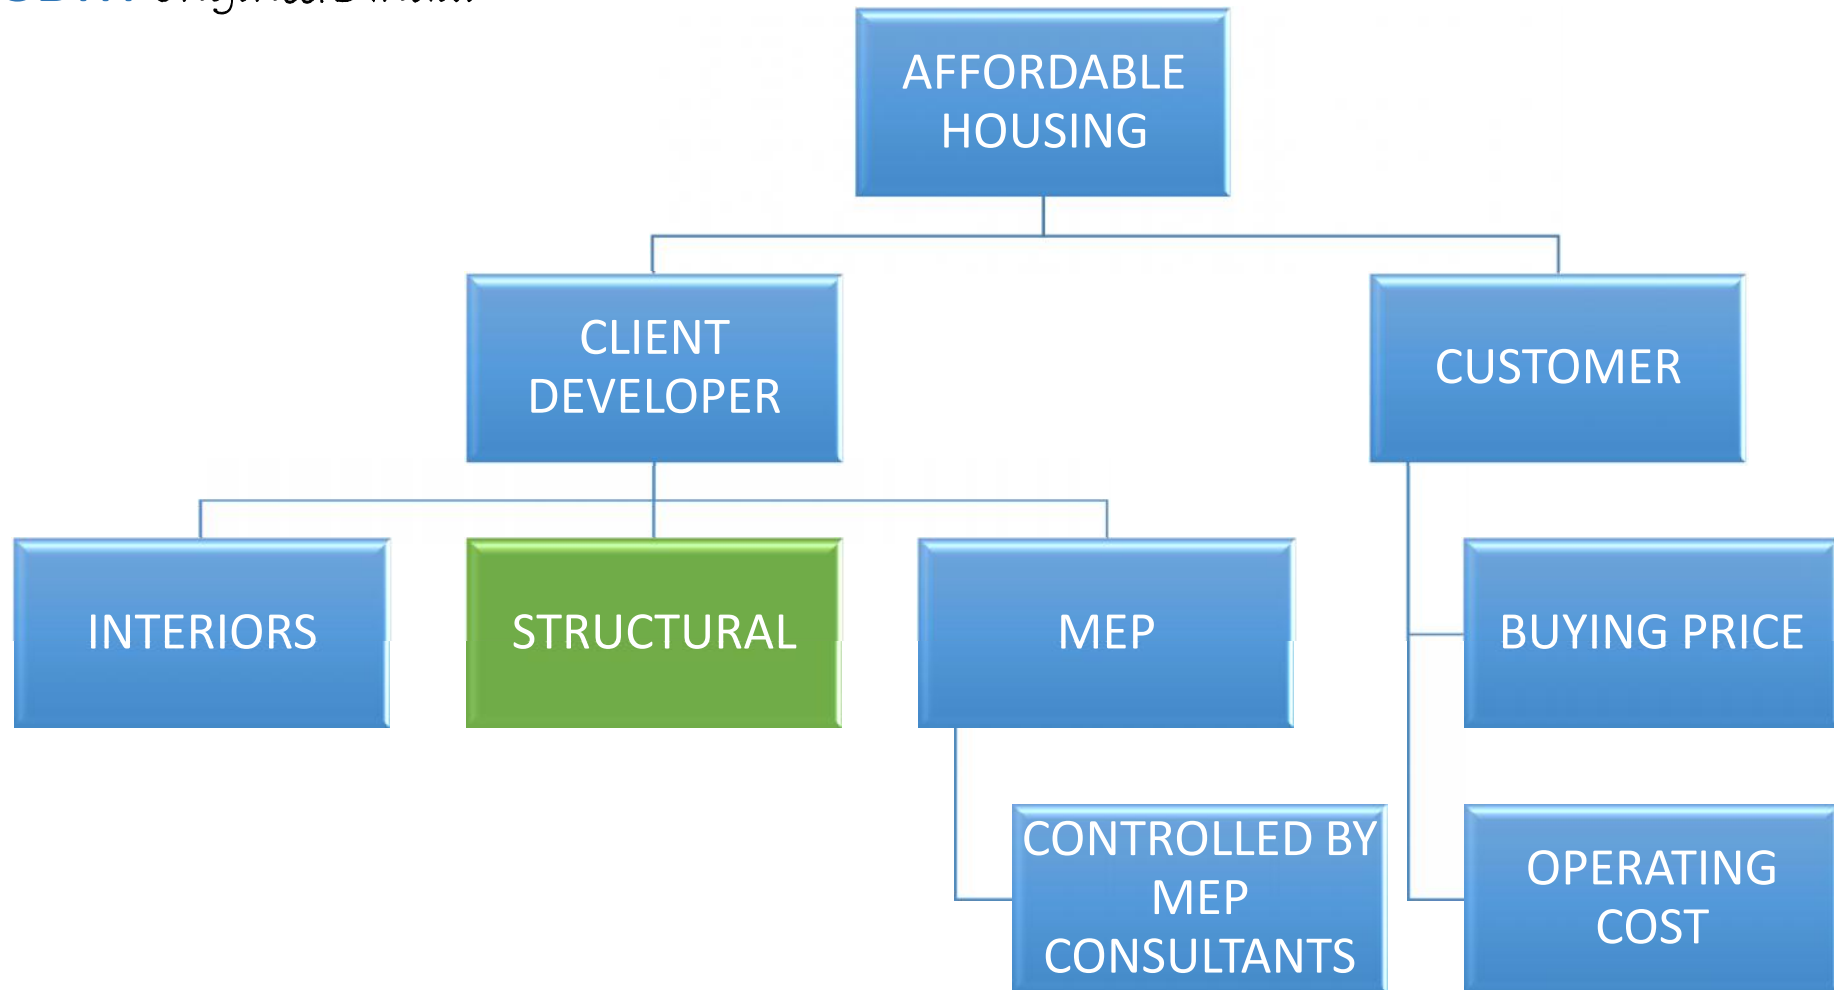 AFFORDABLE
HOUSING
CLIENT
DEVELOPER
CUSTOMER
INTERIORS
STRUCTURAL
MEP
BUYING PRICE
CONTROLLED BY
MEP
CONSULTANTS
OPERATING
COST